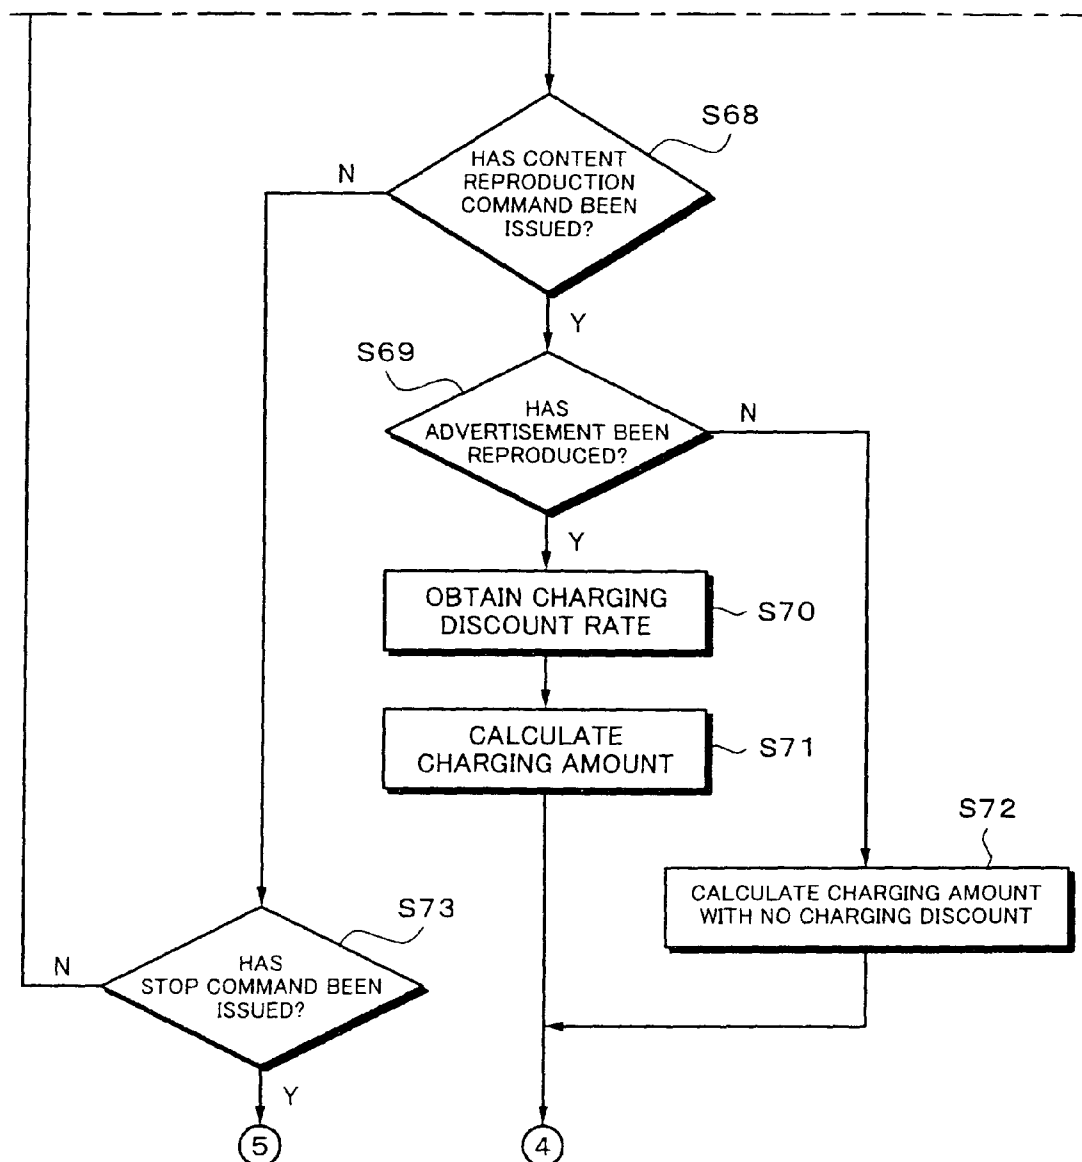 S68
HAS CONTENT
REPRODUCTION
COMMAND BEEN
ISSUED?
N
Y
S69
HAS
ADVERTISEMENT BEEN
REPRODUCED?
N
Y
OBTAIN CHARGING
DISCOUNT RATE
S70
CALCULATE
CHARGING AMOUNT
S71
S72
CALCULATE CHARGING AMOUNT
WITH NO CHARGING DISCOUNT
S73
HAS
STOP COMMAND BEEN
ISSUED?
N
Y
5
4